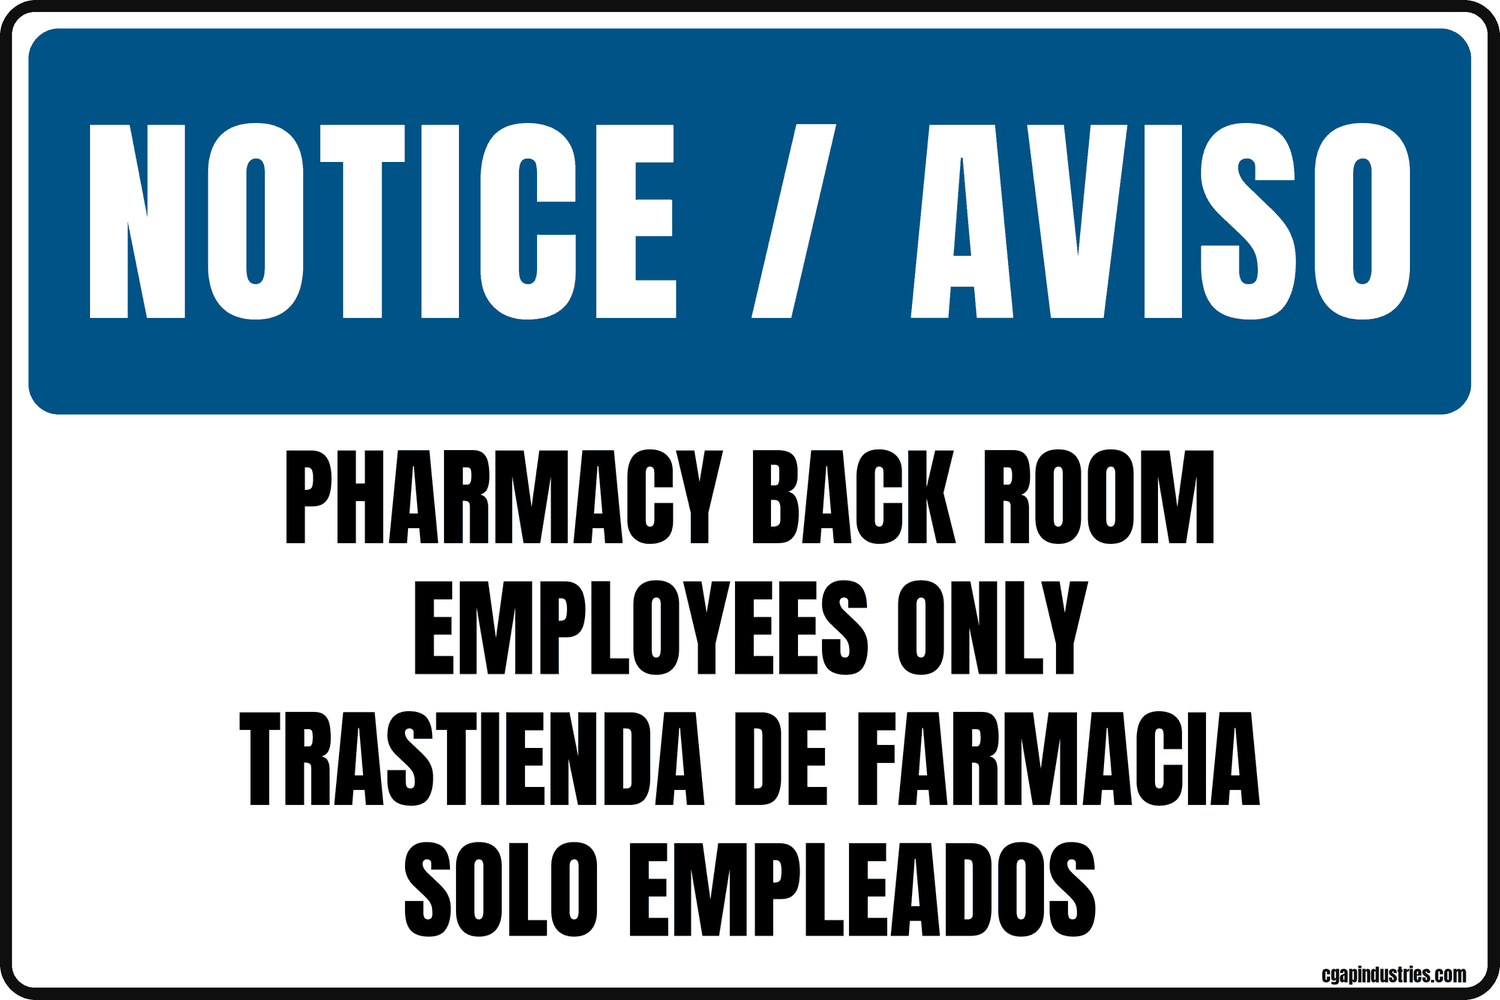 NOTICE / AVISO
PHARMACY BACK ROOM
EMPLOYEES ONLY
TRASTIENDA DE FARMACIA
SOLO EMPLEADOS
cgapindustries.com